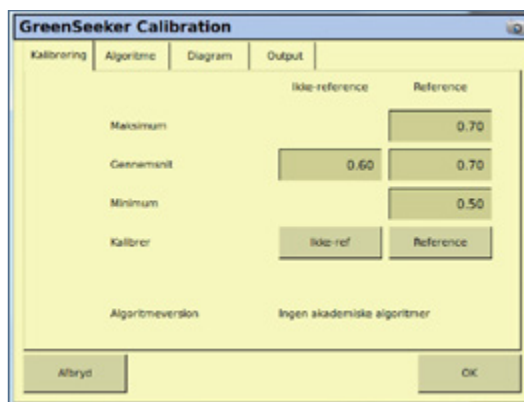 GreenSeeker Calibration
Kalibrering Algoritme Diagram Output
Ikke-reference Reference
Maksimum 0.70
Gennemsnit 0.60 0.70
Minimum 0.50
Kalibrer Ikke-ref Reference
Algoritmeversion Ingen akademiske algoritmer
Afbryd OK